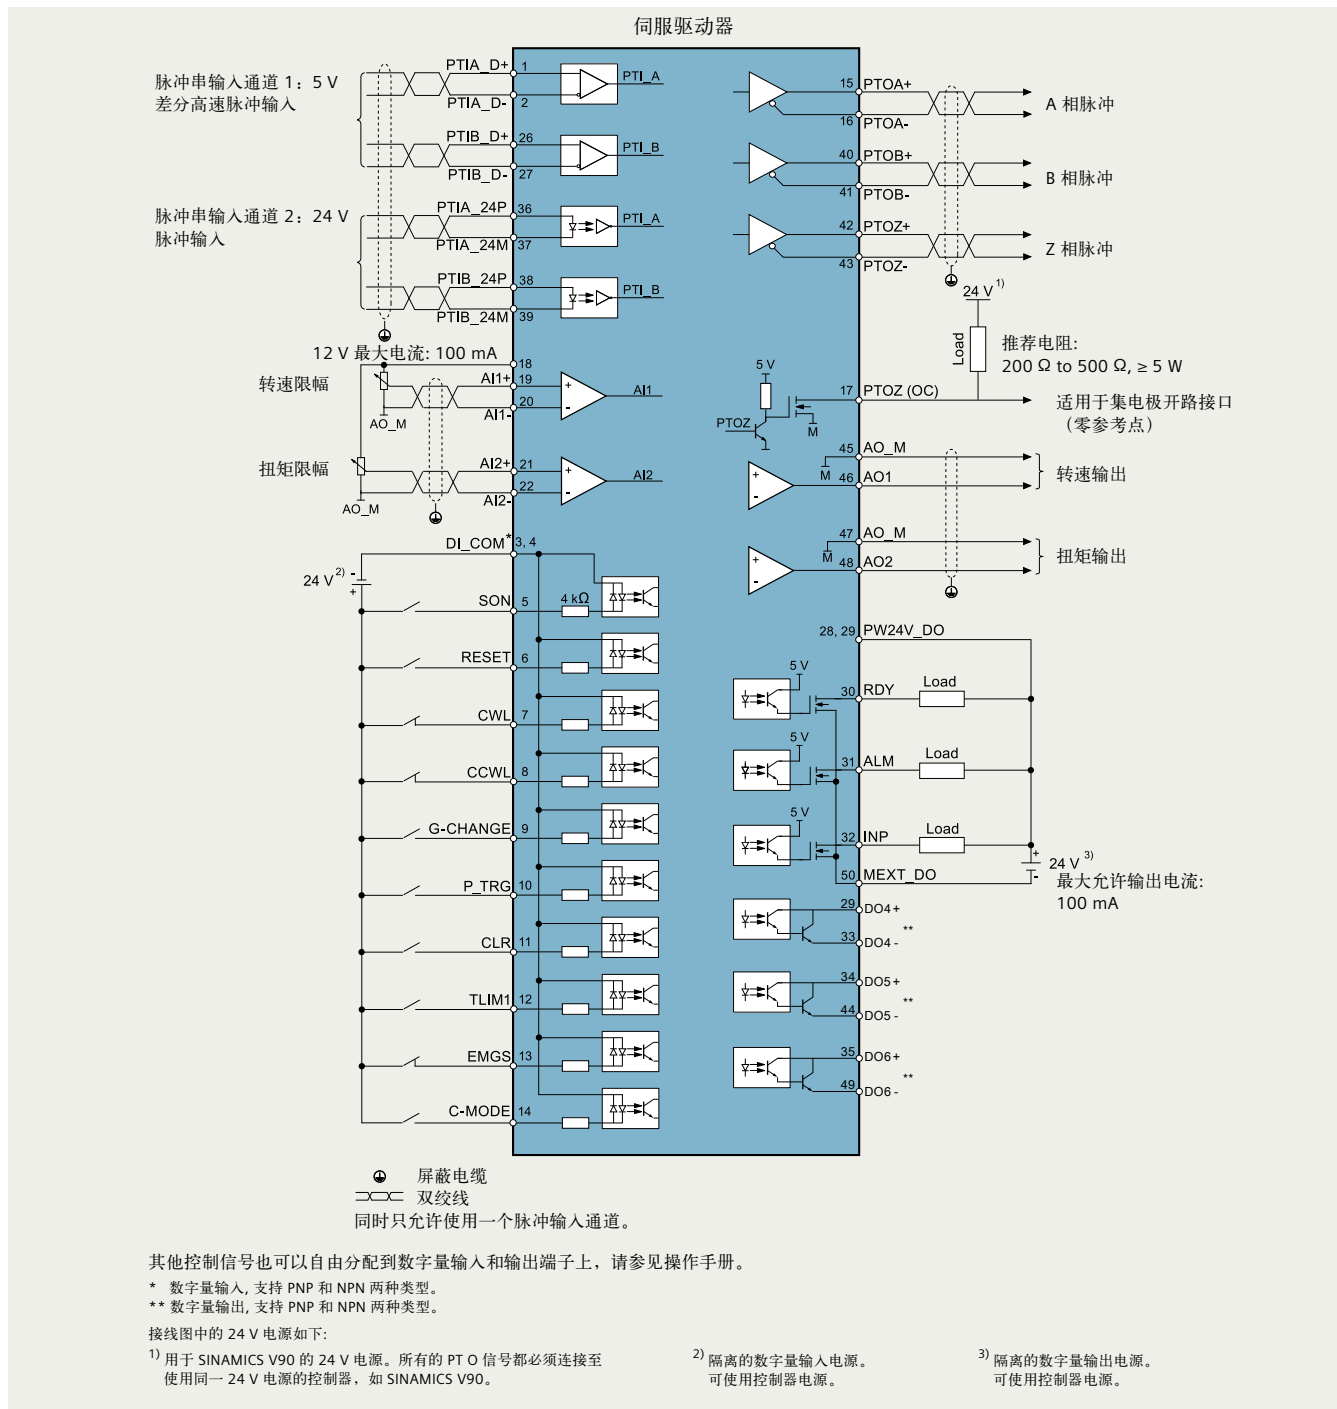 伺服驱动器
脉冲串输入通道 1：5 V
差分高速脉冲输入
PTIA_D+ 1 PTI_A
PTIA_D- 2
PTIB_D+ 26 PTI_B
PTIB_D- 27
脉冲串输入通道 2：24 V
脉冲输入
PTIA_24P 36 PTI_A
PTIA_24M 37
PTIB_24P 38 PTI_B
PTIB_24M 39
12 V 最大电流: 100 mA
18
转速限幅
AI1+ 19 AI1
AI1- 20
AO_M
扭矩限幅
AI2+ 21 AI2
AI2- 22
AO_M
DI_COM* 3, 4
24 V 2)
-
+
SON 5 4 kΩ
RESET 6
CWL 7
CCWL 8
G-CHANGE 9
P_TRG 10
CLR 11
TLIM1 12
EMGS 13
C-MODE 14
15 PTOA+
16 PTOA-
A 相脉冲
40 PTOB+
41 PTOB-
B 相脉冲
42 PTOZ+
43 PTOZ-
Z 相脉冲
24 V 1)
Load
推荐电阻:
200 Ω to 500 Ω, ≥ 5 W
5 V
PTOZ
M
17 PTOZ (OC)
适用于集电极开路接口
（零参考点）
45 AO_M
M
46 AO1
转速输出
47 AO_M
M
48 AO2
扭矩输出
28, 29 PW24V_DO
5 V
30 RDY Load
5 V
31 ALM Load
5 V
32 INP Load
50 MEXT_DO
+
-
24 V 3)
最大允许输出电流:
100 mA
29 DO4+
**
33 DO4-
34 DO5+
**
44 DO5-
35 DO6+
**
49 DO6-
屏蔽电缆
双绞线
同时只允许使用一个脉冲输入通道。
其他控制信号也可以自由分配到数字量输入和输出端子上，请参见操作手册。
* 数字量输入, 支持 PNP 和 NPN 两种类型。
** 数字量输出, 支持 PNP 和 NPN 两种类型。
接线图中的 24 V 电源如下:
1) 用于 SINAMICS V90 的 24 V 电源。所有的 PT O 信号都必须连接至
使用同一 24 V 电源的控制器，如 SINAMICS V90。
2) 隔离的数字量输入电源。
可使用控制器电源。
3) 隔离的数字量输出电源。
可使用控制器电源。